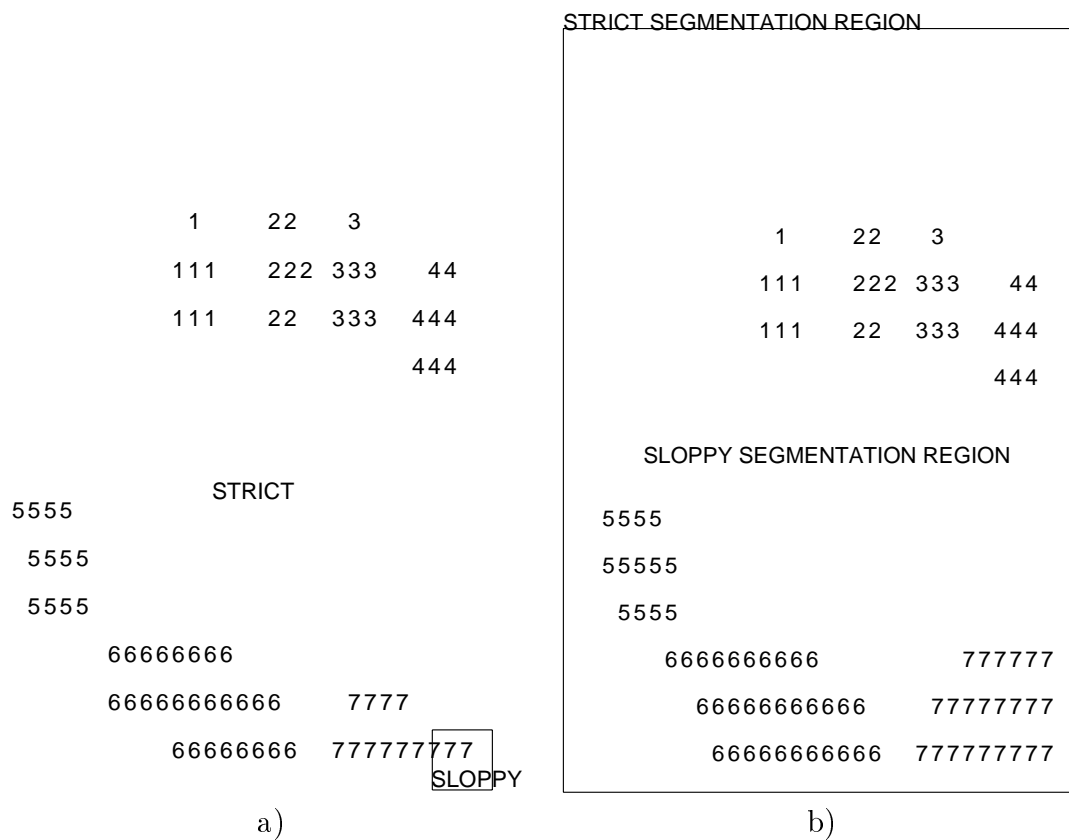 1 22 3
111 222 333 44
111 22 333 444
444
STRICT
5555
5555
5555
66666666
66666666666 7777
66666666 777777777
SLOPPY
a)
STRICT SEGMENTATION REGION
1 22 3
111 222 333 44
111 22 333 444
444
SLOPPY SEGMENTATION REGION
5555
55555
5555
6666666666 777777
66666666666 77777777
66666666666 777777777
b)